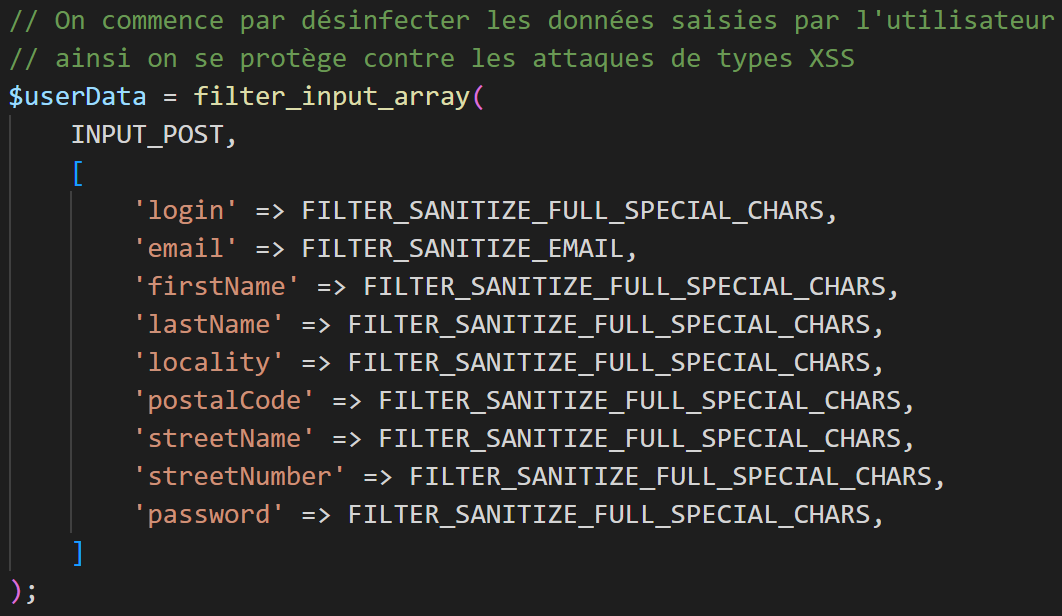 // On commence par désinfecter les données saisies par l'utilisateur
// ainsi on se protège contre les attaques de types XSS
$userData = filter_input_array(
    INPUT_POST,
    [
        'login' => FILTER_SANITIZE_FULL_SPECIAL_CHARS,
        'email' => FILTER_SANITIZE_EMAIL,
        'firstName' => FILTER_SANITIZE_FULL_SPECIAL_CHARS,
        'lastName' => FILTER_SANITIZE_FULL_SPECIAL_CHARS,
        'locality' => FILTER_SANITIZE_FULL_SPECIAL_CHARS,
        'postalCode' => FILTER_SANITIZE_FULL_SPECIAL_CHARS,
        'streetName' => FILTER_SANITIZE_FULL_SPECIAL_CHARS,
        'streetNumber' => FILTER_SANITIZE_FULL_SPECIAL_CHARS,
        'password' => FILTER_SANITIZE_FULL_SPECIAL_CHARS,
    ]
);